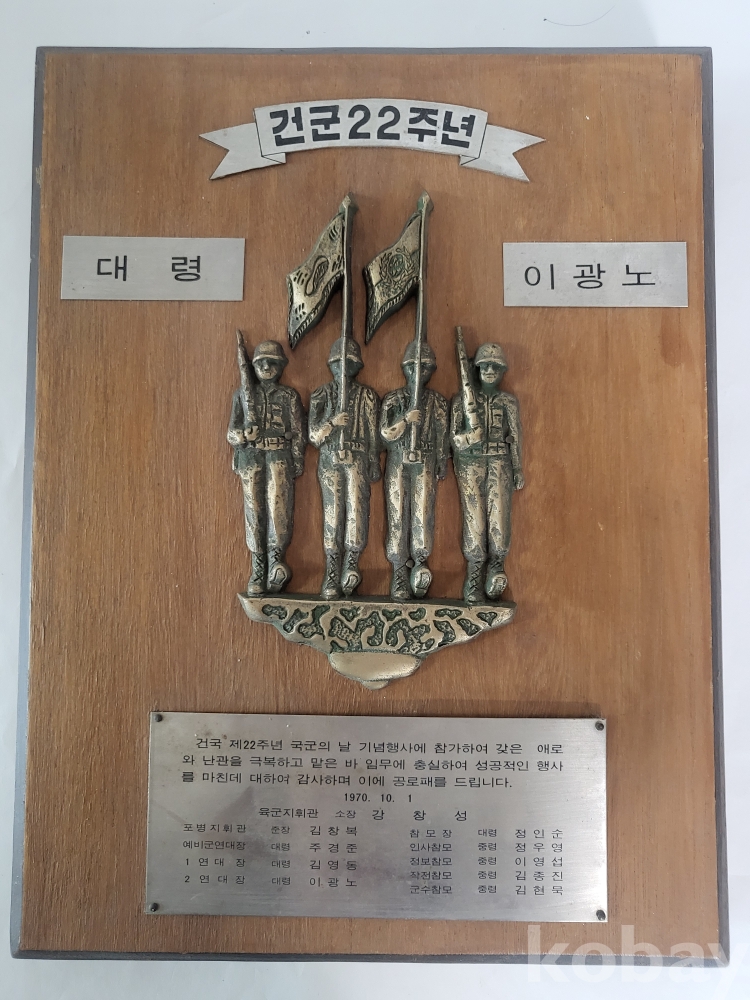 건군22주년
대 령
이광노
건국 제22주년 국군의 날 기념행사에 참가하여 갖은 애로
와 난관을 극복하고 맡은 바 임무에 충실하여 성공적인 행사
를 마친데 대하여 감사하며 이에 공로패를 드립니다.
1970. 10. 1
육군지휘관 소장 강창성
포병지휘관 준장 김창복 참모장 대령 정인순
예비군연대장 대령 주경준 인사참모 중령 정우영
1연대장 대령 김영동 정보참모 중령 이영섭
2연대장 대령 이광노 작전참모 중령 김종진
군수참모 중령 김현묵
kobay